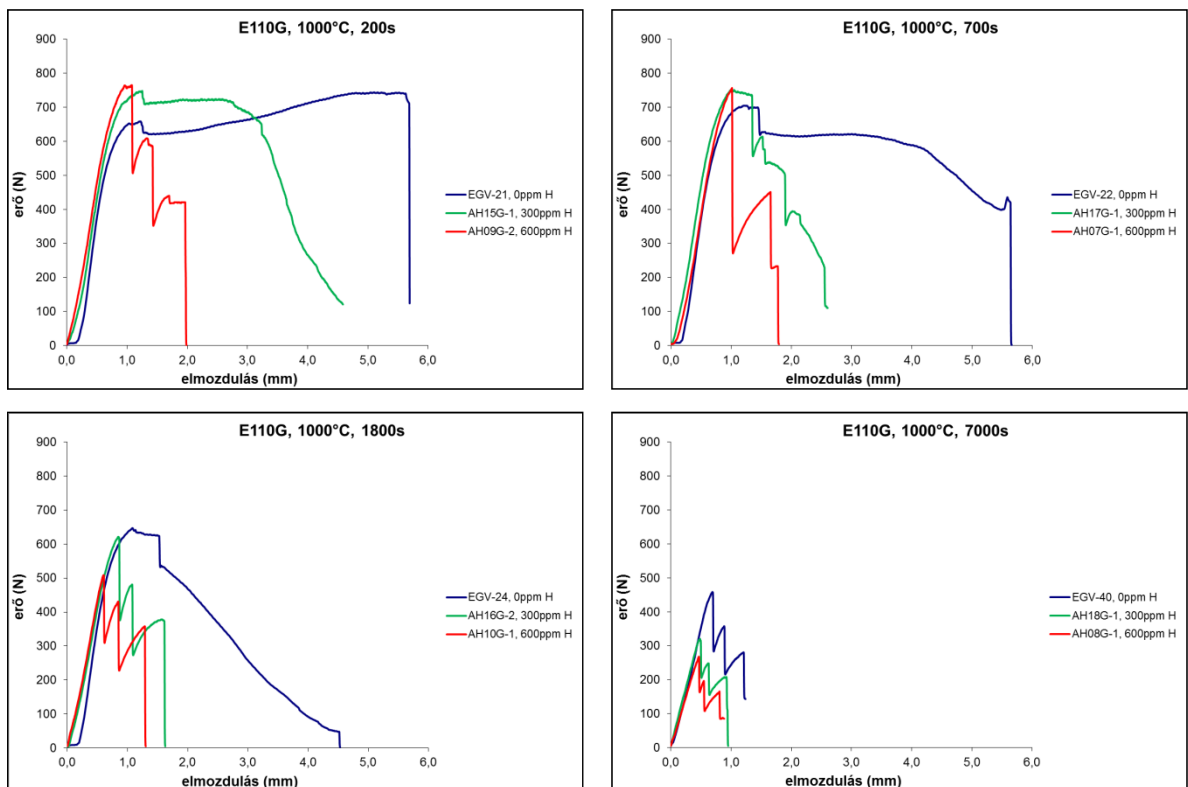 E110G, 1000°C, 200s
erő (N)
900
800
700
600
500
400
300
200
100
0
0,0 1,0 2,0 3,0 4,0 5,0 6,0
elmozdulás (mm)
EGV-21, 0ppm H
AH15G-1, 300ppm H
AH09G-2, 600ppm H
E110G, 1000°C, 700s
erő (N)
900
800
700
600
500
400
300
200
100
0
0,0 1,0 2,0 3,0 4,0 5,0 6,0
elmozdulás (mm)
EGV-22, 0ppm H
AH17G-1, 300ppm H
AH07G-1, 600ppm H
E110G, 1000°C, 1800s
erő (N)
900
800
700
600
500
400
300
200
100
0
0,0 1,0 2,0 3,0 4,0 5,0 6,0
elmozdulás (mm)
EGV-24, 0ppm H
AH16G-2, 300ppm H
AH10G-1, 600ppm H
E110G, 1000°C, 7000s
erő (N)
900
800
700
600
500
400
300
200
100
0
0,0 1,0 2,0 3,0 4,0 5,0 6,0
elmozdulás (mm)
EGV-40, 0ppm H
AH18G-1, 300ppm H
AH08G-1, 600ppm H